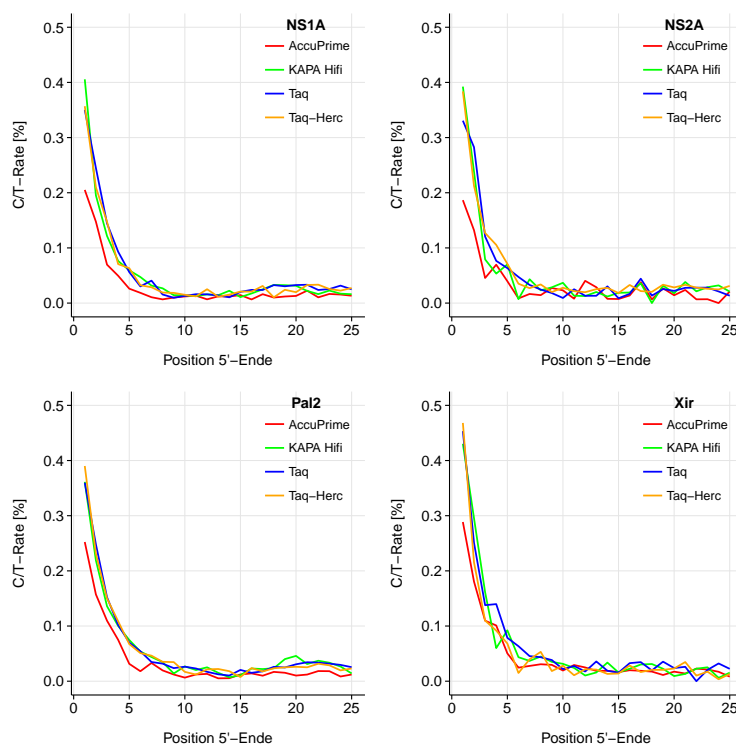 NS1A
AccuPrime
KAPA Hifi
Taq
Taq−Herc
C/T−Rate [%]
0.5
0.4
0.3
0.2
0.1
0.0
0 5 10 15 20 25
Position 5'−Ende
NS2A
AccuPrime
KAPA Hifi
Taq
Taq−Herc
C/T−Rate [%]
0.5
0.4
0.3
0.2
0.1
0.0
0 5 10 15 20 25
Position 5'−Ende
Pal2
AccuPrime
KAPA Hifi
Taq
Taq−Herc
C/T−Rate [%]
0.5
0.4
0.3
0.2
0.1
0.0
0 5 10 15 20 25
Position 5'−Ende
Xir
AccuPrime
KAPA Hifi
Taq
Taq−Herc
C/T−Rate [%]
0.5
0.4
0.3
0.2
0.1
0.0
0 5 10 15 20 25
Position 5'−Ende